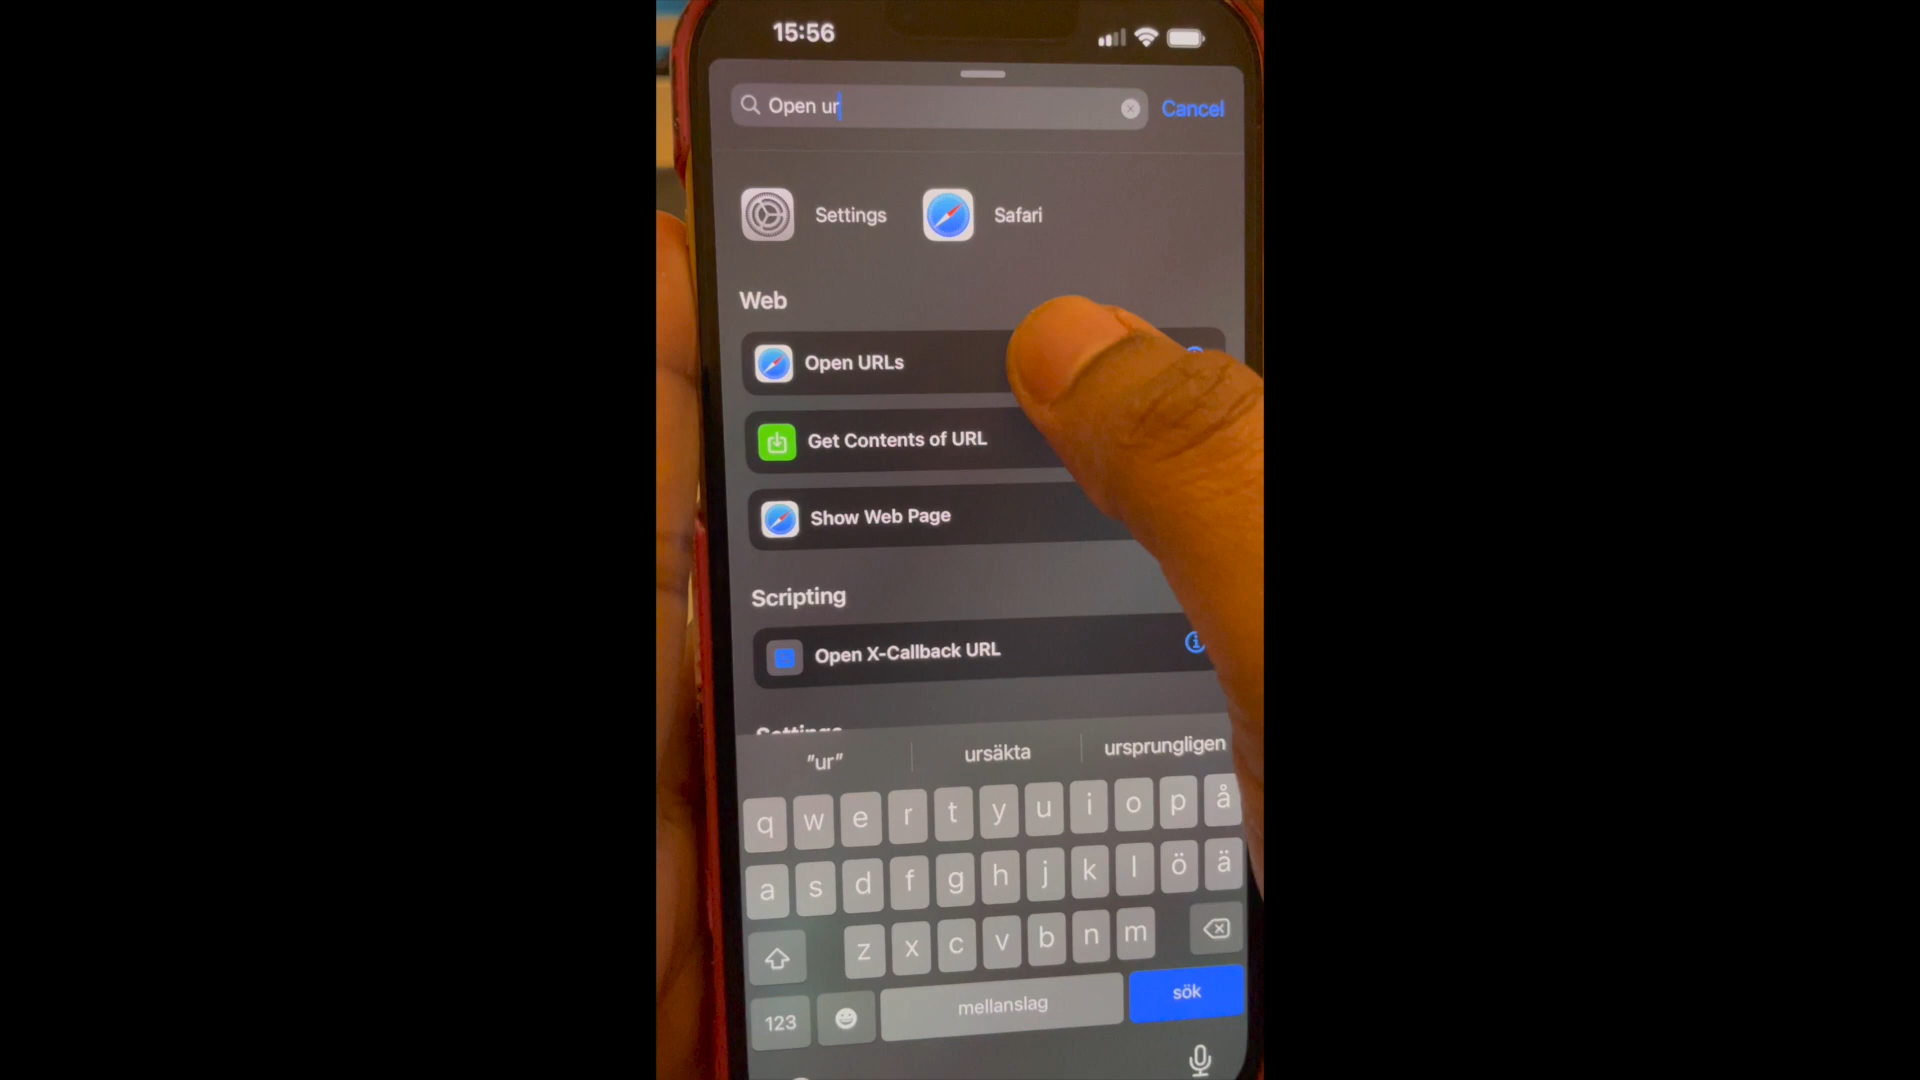 15:56
Open ur
Cancel
Settings
Safari
Web
Open URLs
Get Contents of URL
Show Web Page
Scripting
Open X-Callback URL
Settings
"ur"
ursäkta
ursprungligen
q w e r t y u i o p å
a s d f g h j k l ö ä
z x c v b n m
123
mellanslag
sök